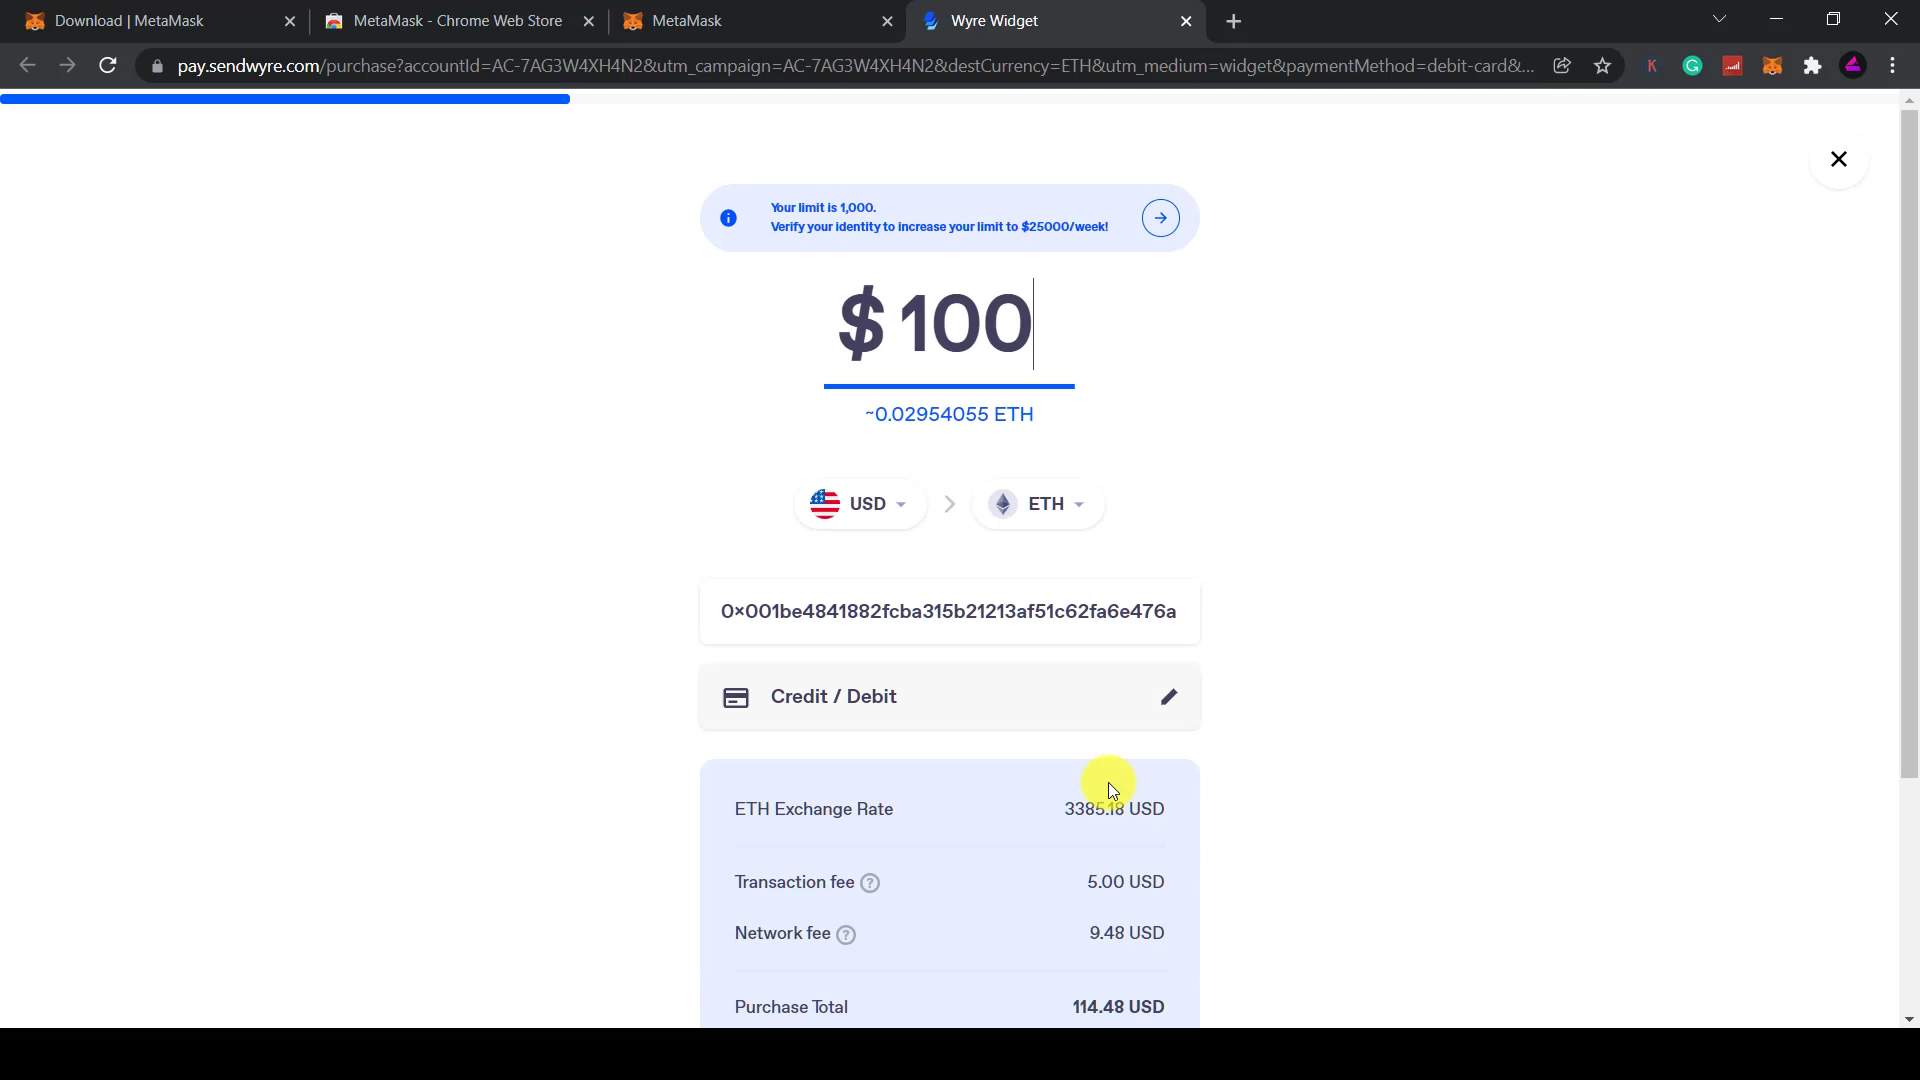 Download | MetaMask
MetaMask - Chrome Web Store
MetaMask
Wyre Widget
pay.sendwyre.com/purchase?accountId=AC-7AG3W4XH4N2&utm_campaign=AC-7AG3W4XH4N2&destCurrency=ETH&utm_medium=widget&paymentMethod=debit-card&...
K
Your limit is 1,000.
Verify your identity to increase your limit to $25000/week!
$ 100
~0.02954055 ETH
USD
ETH
0x001be4841882fcba315b21213af51c62fa6e476a
Credit / Debit
ETH Exchange Rate 3385.18 USD
Transaction fee ? 5.00 USD
Network fee ? 9.48 USD
Purchase Total 114.48 USD